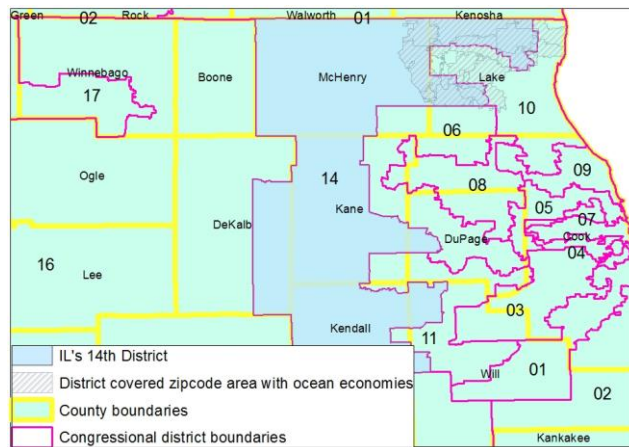 Green 02 Rock Walworth 01 Kenosha
Winnebago Boone McHenry Lake
17 10
06
Ogle 14 08 09
Kane 05 07
DeKalb DuPage Cook
16 04
Lee
Kendall 03
11
Will 01
02
Kankakee
IL's 14th District
District covered zipcode area with ocean economies
County boundaries
Congressional district boundaries